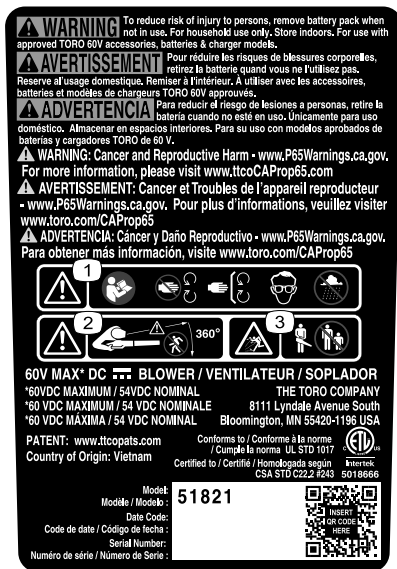 WARNING To reduce risk of injury to persons, remove battery pack when
not in use. For household use only. Store indoors. For use with
approved TORO 60V accessories, batteries & charger models.
AVERTISSEMENT Pour réduire les risques de blessures corporelles,
retirez la batterie quand vous ne l'utilisez pas.
Reserve al'usage domestique. Remiser à l'intérieur. À utiliser avec les accessoires,
batteries et modèles de chargeurs TORO 60V approuvés.
ADVERTENCIA Para reducir el riesgo de lesiones a personas, retire la
batería cuando no esté en uso. Únicamente para uso
doméstico. Almacenar en espacios interiores. Para su uso con modelos aprobados de
baterías y cargadores TORO de 60 V.
WARNING: Cancer and Reproductive Harm - www.P65Warnings.ca.gov.
For more information, please visit www.ttcoCAProp65.com
AVERTISSEMENT: Cancer et Troubles de l'appareil reproducteur
- www.P65Warnings.ca.gov. Pour plus d'informations, veuillez visiter
www.toro.com/CAProp65
ADVERTENCIA: Cáncer y Daño Reproductivo - www.P65Warnings.ca.gov.
Para obtener más información, visite www.toro.com/CAProp65
1
2
360°
3
60V MAX* DC BLOWER / VENTILATEUR / SOPLADOR
*60VDC MAXIMUM / 54VDC NOMINAL
*60 VDC MAXIMUM / 54 VDC NOMINALE
*60 VDC MÁXIMA / 54 VDC NOMINAL
THE TORO COMPANY
8111 Lyndale Avenue South
Bloomington, MN 55420-1196 USA
PATENT: www.ttcopats.com
Country of Origin: Vietnam
Conforms to / Conforme à la norme
/ Cumple la norma UL STD 1017
Certified to / Certifié / Homologada según
CSA STD C22,2 #243
C ETL US
Intertek
5018666
Model:
Modèle / Modelo :
51821
Date Code:
Code de date / Código de fecha :
Serial Number:
Numéro de série / Número de Serie :
INSERT
QR CODE
HERE